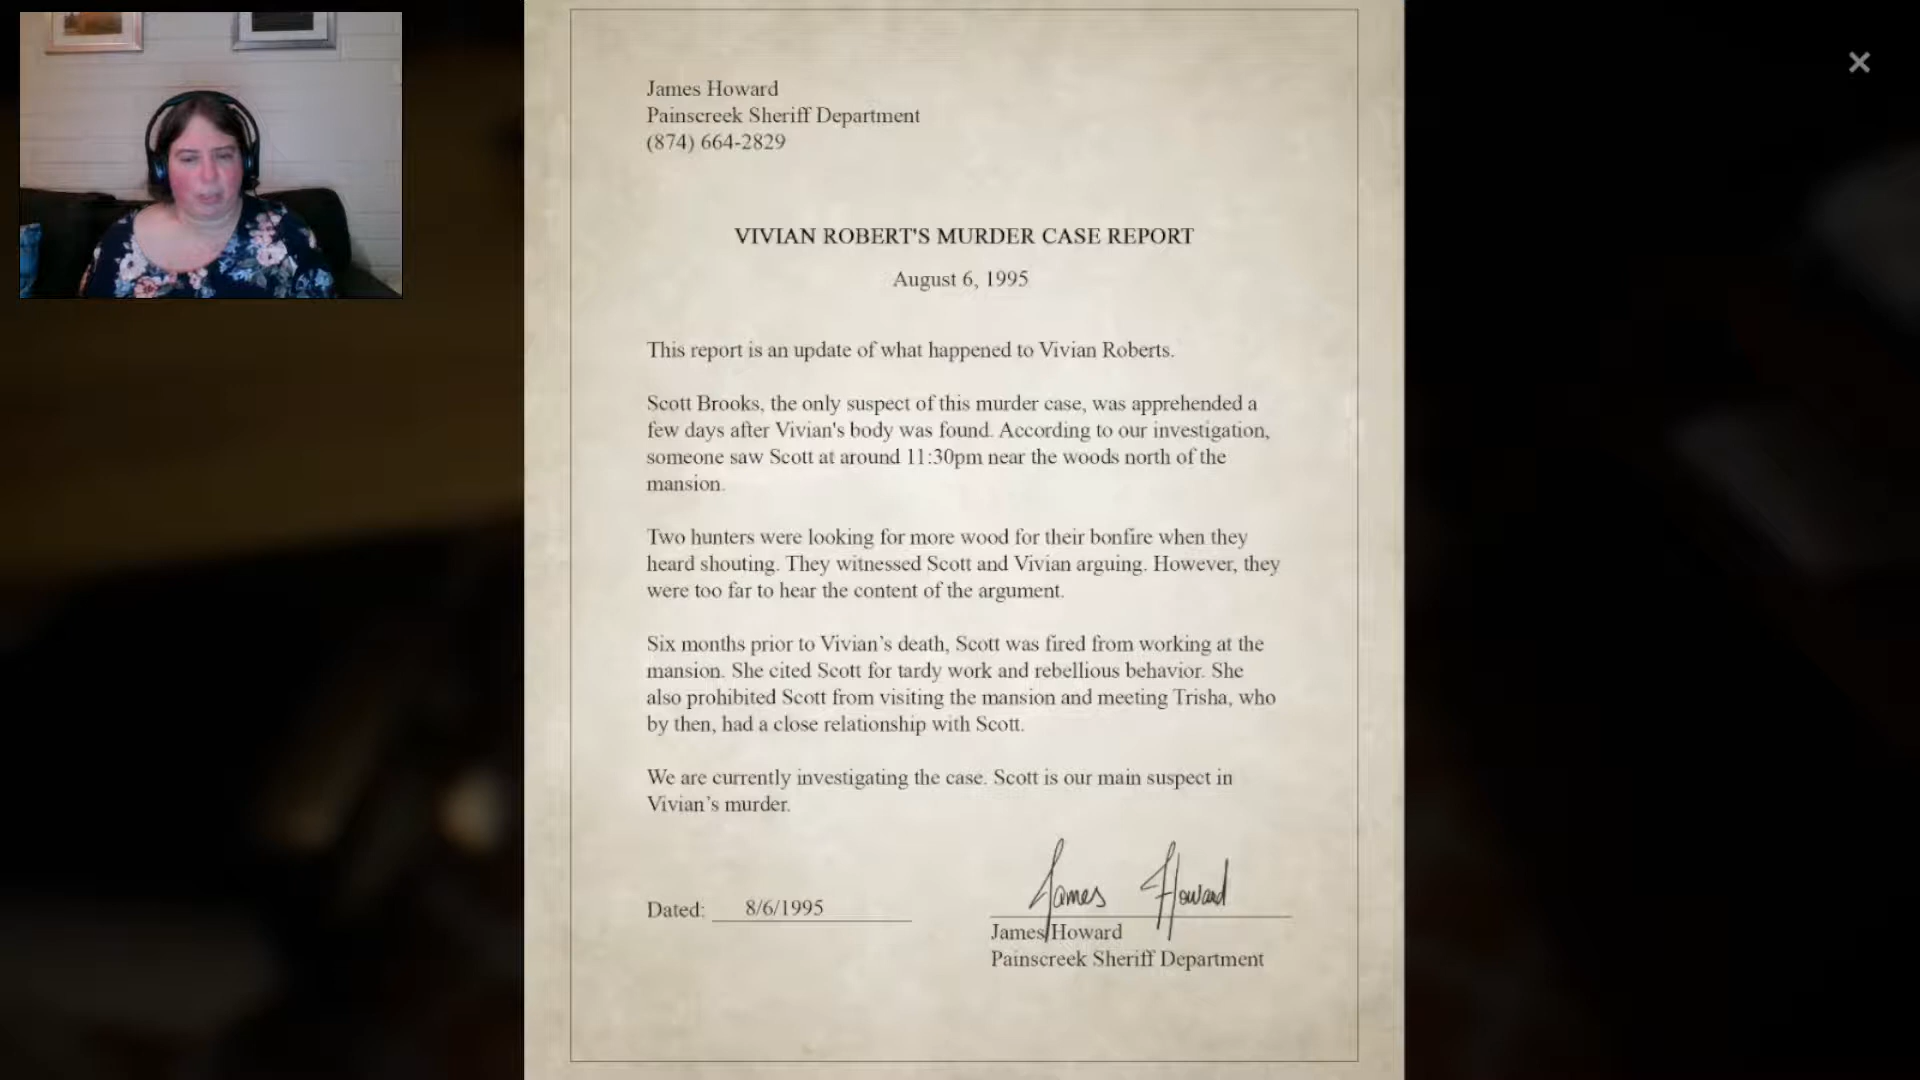 James Howard
Painscreek Sheriff Department
(874) 664-2829
VIVIAN ROBERT'S MURDER CASE REPORT
August 6, 1995
This report is an update of what happened to Vivian Roberts.
Scott Brooks, the only suspect of this murder case, was apprehended a
few days after Vivian's body was found. According to our investigation,
someone saw Scott at around 11:30pm near the woods north of the
mansion.
Two hunters were looking for more wood for their bonfire when they
heard shouting. They witnessed Scott and Vivian arguing. However, they
were too far to hear the content of the argument.
Six months prior to Vivian’s death, Scott was fired from working at the
mansion. She cited Scott for tardy work and rebellious behavior. She
also prohibited Scott from visiting the mansion and meeting Trisha, who
by then, had a close relationship with Scott.
We are currently investigating the case. Scott is our main suspect in
Vivian’s murder.
James Howard
Dated: 8/6/1995
James Howard
Painscreek Sheriff Department